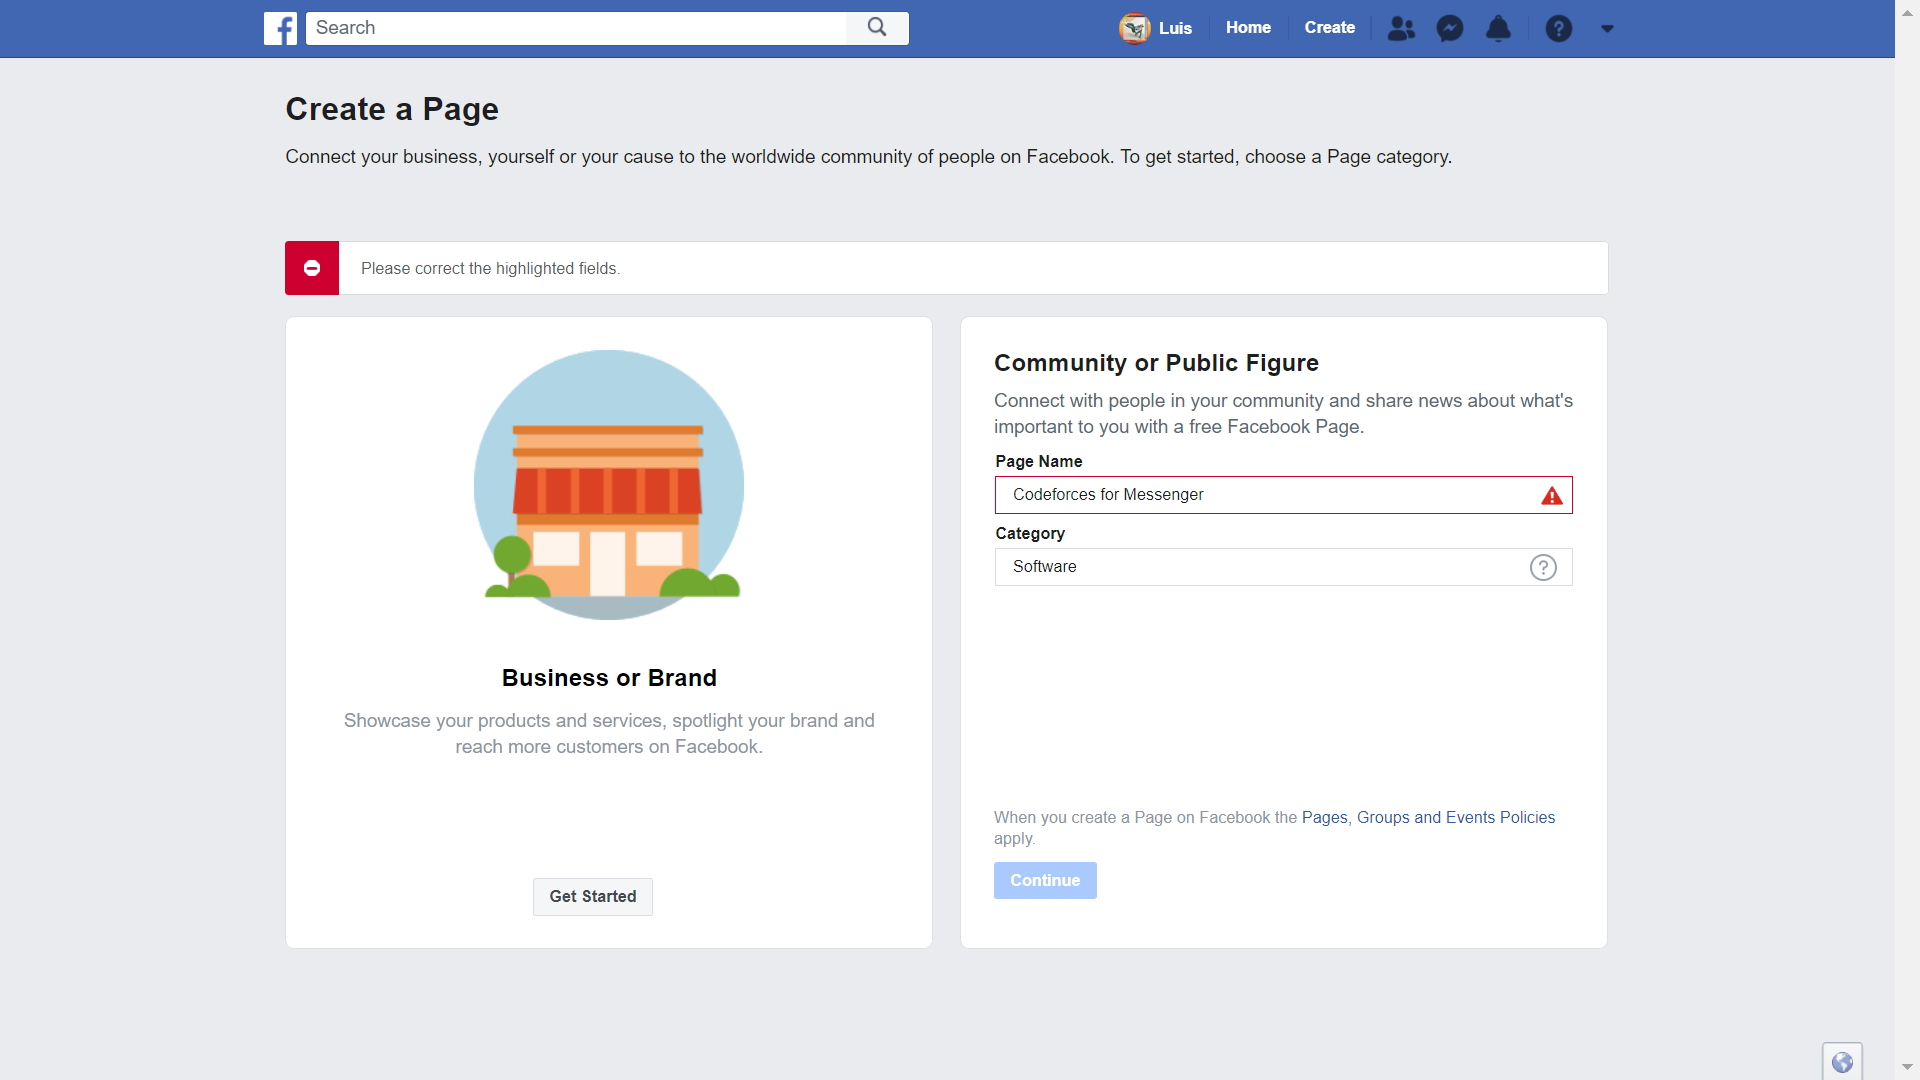 Search
Luis
Home
Create
Create a Page
Connect your business, yourself or your cause to the worldwide community of people on Facebook. To get started, choose a Page category.
Please correct the highlighted fields.
Business or Brand
Showcase your products and services, spotlight your brand and
reach more customers on Facebook.
Get Started
Community or Public Figure
Connect with people in your community and share news about what's
important to you with a free Facebook Page.
Page Name
Codeforces for Messenger
Category
Software
When you create a Page on Facebook the Pages, Groups and Events Policies
apply.
Continue